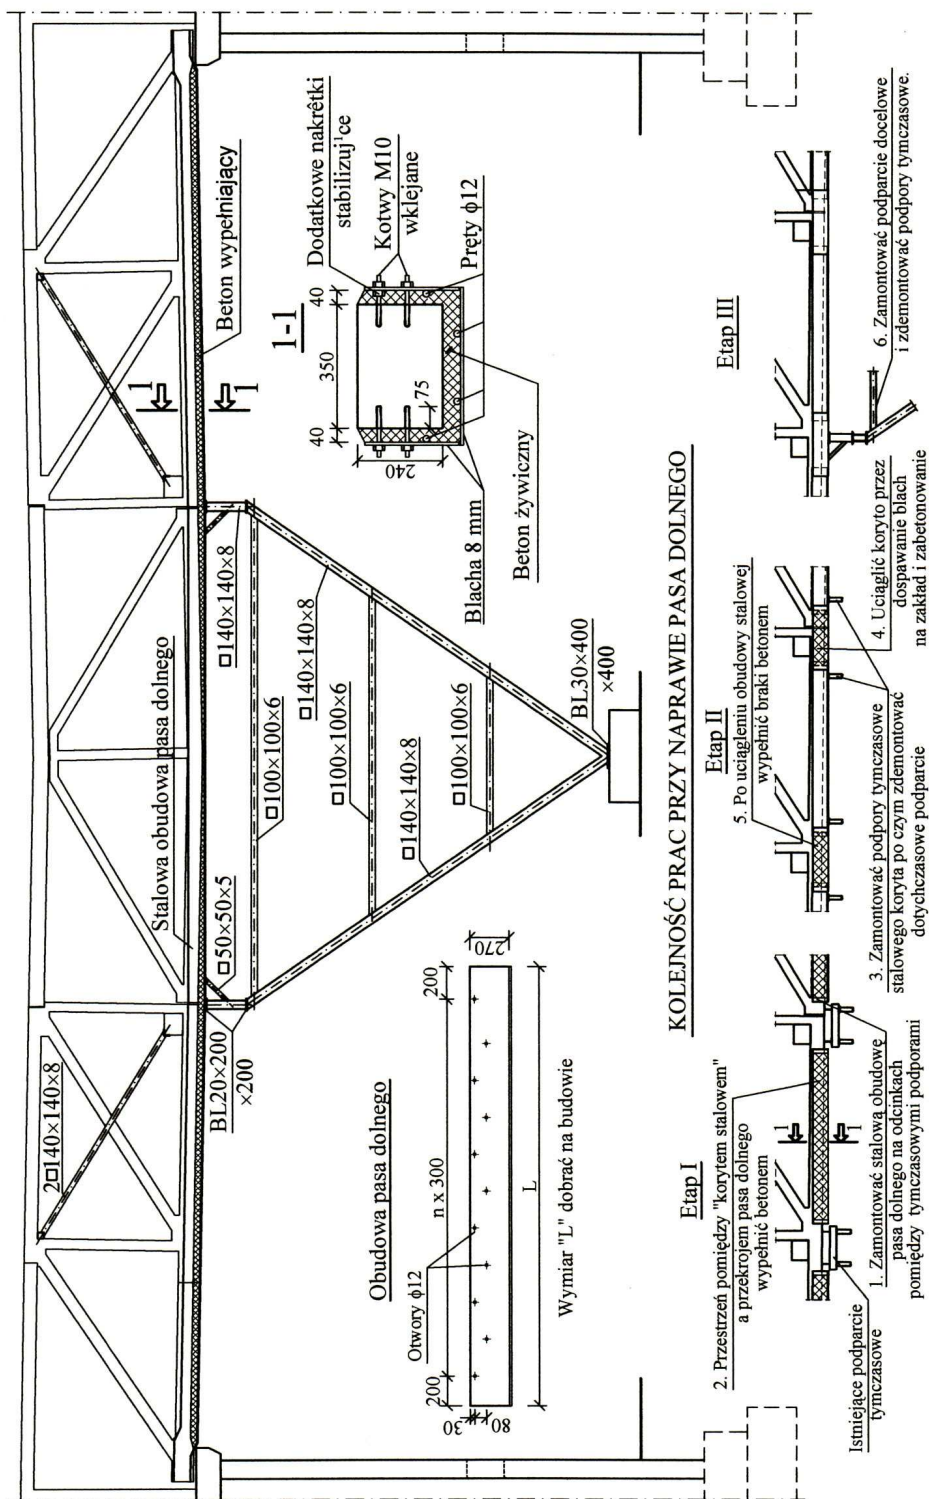 2□140×140×8
Stalowa obudowa pasa dolnego
Beton wypełniający
1
1
BL20×200
×200
□50×50×5
□140×140×8
□100×100×6
□140×140×8
□100×100×6
□140×140×8
□100×100×6
BL30×400
×400
1-1
40
350
40
240
75
Dodatkowe nakrêtki
stabilizuj¹ce
Kotwy M10
wklejane
Pręty ϕ12
Blacha 8 mm
Beton żywiczny
Obudowa pasa dolnego
Otwory ϕ12
200
n x 300
200
270
30
80
L
Wymiar "L" dobrać na budowie
KOLEJNOŚĆ PRAC PRZY NAPRAWIE PASA DOLNEGO
Etap I
2. Przestrzeń pomiędzy "korytem stalowem"
a przekrojem pasa dolnego
wypełnić betonem
1
1
Istniejące podparcie
tymczasowe
1. Zamontować stalową obudowę
pasa dolnego na odcinkach
pomiędzy tymczasowymi podporami
Etap II
5. Po uciągleniu obudowy stalowej
wypełnić braki betonem
3. Zamontować podpory tymczasowe
stalowego koryta po czym zdemontować
dotychczasowe podparcie
4. Uciąglić koryto przez
dospawanie blach
na zakład i zabetonowanie
Etap III
6. Zamontować podparcie docelowe
i zdemontować podpory tymczasowe.